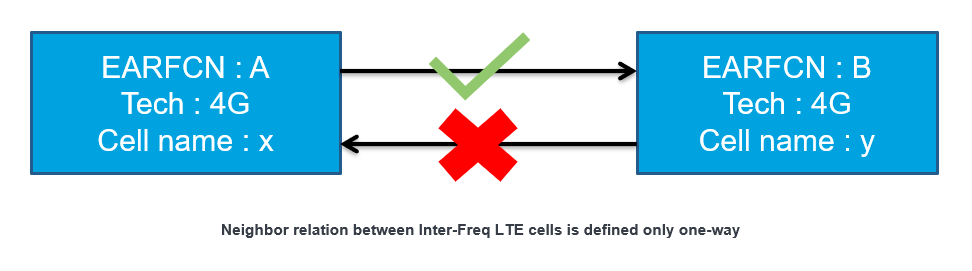 EARFCN : A
Tech : 4G
Cell name : x
EARFCN : B
Tech : 4G
Cell name : y
Neighbor relation between Inter-Freq LTE cells is defined only one-way